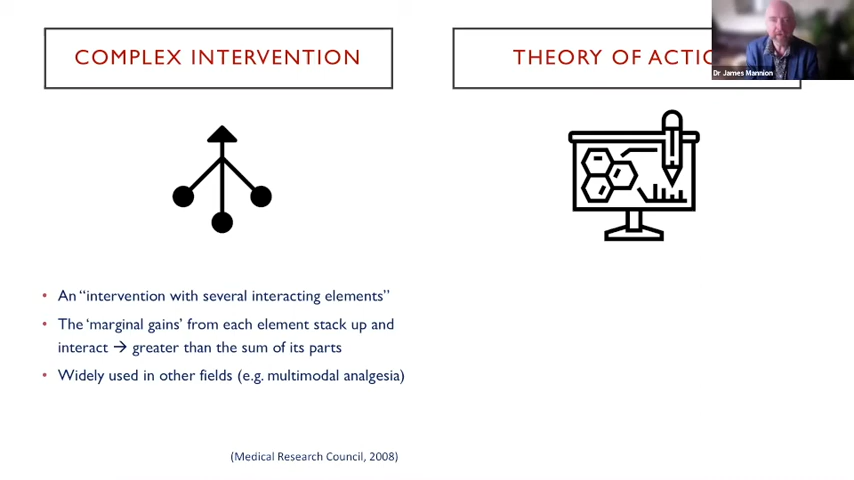 COMPLEX INTERVENTION
THEORY OF ACTIO
Dr James Mannion
• An “intervention with several interacting elements”
• The ‘marginal gains’ from each element stack up and
interact → greater than the sum of its parts
• Widely used in other fields (e.g. multimodal analgesia)
(Medical Research Council, 2008)